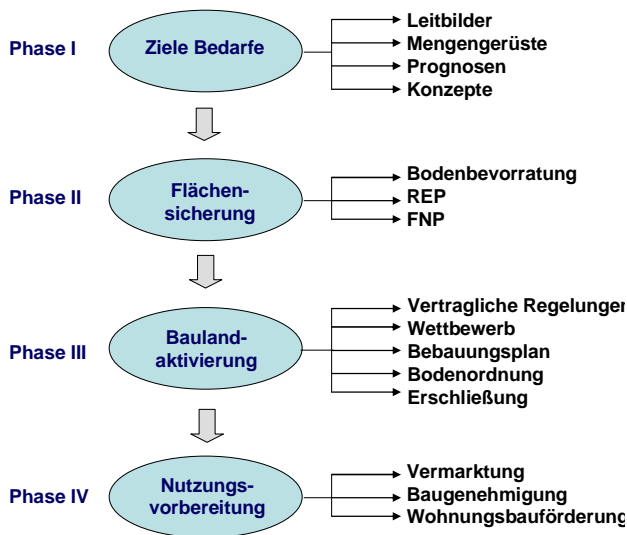 Phase I
Ziele Bedarfe
Leitbilder
Mengengerüste
Prognosen
Konzepte
Phase II
Flächen-
sicherung
Bodenbevorratung
REP
FNP
Phase III
Bauland-
aktivierung
Vertragliche Regelungen
Wettbewerb
Bebauungsplan
Bodenordnung
Erschließung
Phase IV
Nutzungs-
vorbereitung
Vermarktung
Baugenehmigung
Wohnungsbauförderung